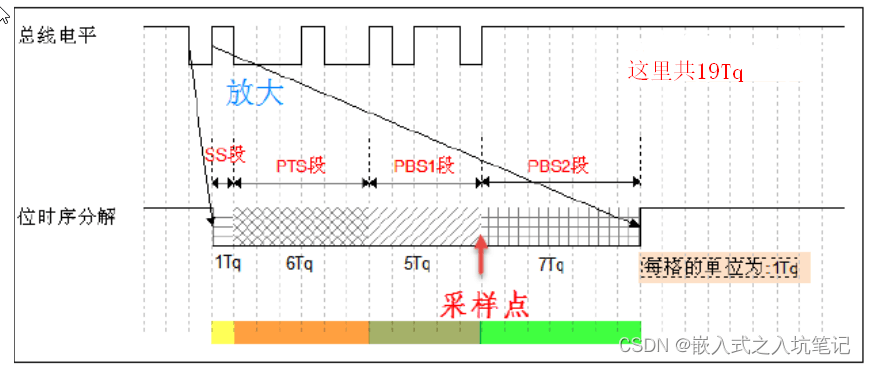 总线电平
这里共19Tq
放大
SS段
PTS段
PBS1段
PBS2段
位时序分解
1Tq
6Tq
5Tq
7Tq
每格的单位为:1Tq
采样点
CSDN @嵌入式之入坑笔记